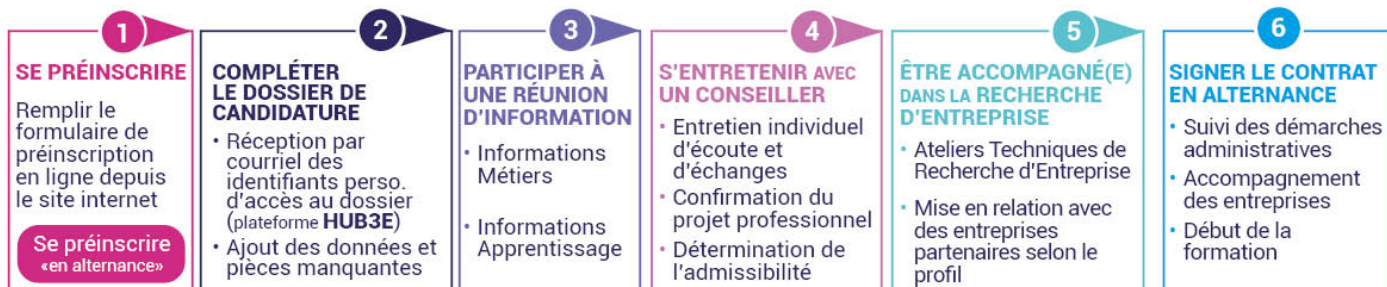 1
SE PRÉINSCRIRE
Remplir le
formulaire de
préinscription
en ligne depuis
le site internet
Se préinscrire
«en alternance»
2
COMPLÉTER
LE DOSSIER DE
CANDIDATURE
• Réception par
courriel des
identifiants perso.
d'accès au dossier
(plateforme HUB3E)
• Ajout des données et
pièces manquantes
3
PARTICIPER À
UNE RÉUNION
D'INFORMATION
• Informations
Métiers
• Informations
Apprentissage
4
S'ENTRETENIR AVEC
UN CONSEILLER
• Entretien individuel
d'écoute et
d'échanges
• Confirmation du
projet professionnel
• Détermination de
l'admissibilité
5
ÊTRE ACCOMPAGNÉ(E)
DANS LA RECHERCHE
D'ENTREPRISE
• Ateliers Techniques de
Recherche d'Entreprise
• Mise en relation avec
des entreprises
partenaires selon le
profil
6
SIGNER LE CONTRAT
EN ALTERNANCE
• Suivi des démarches
administratives
• Accompagnement
des entreprises
• Début de la
formation